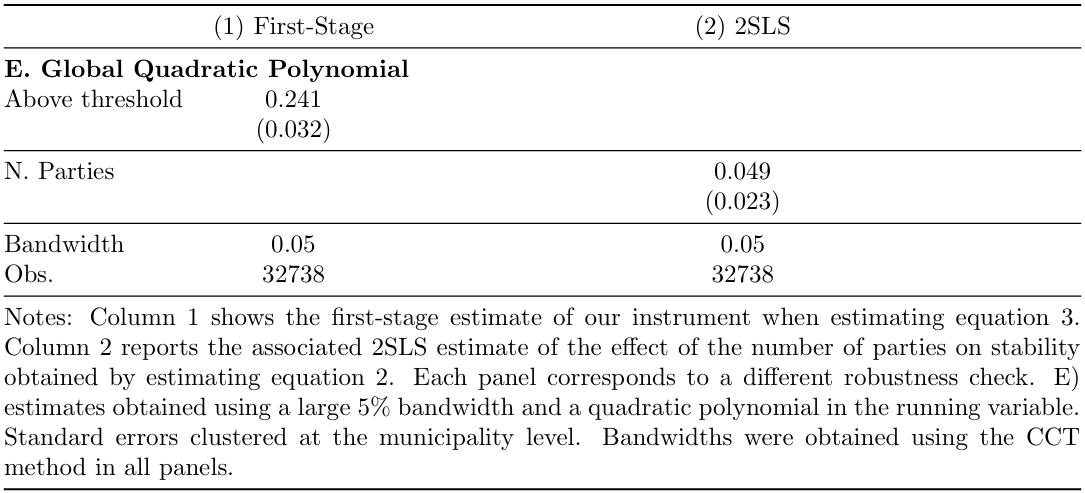 (1) First-Stage (2) 2SLS
E. Global Quadratic Polynomial
Above threshold 0.241
(0.032)
N. Parties 0.049
(0.023)
Bandwidth 0.05 0.05
Obs. 32738 32738
Notes: Column 1 shows the first-stage estimate of our instrument when estimating equation 3.
Column 2 reports the associated 2SLS estimate of the effect of the number of parties on stability
obtained by estimating equation 2. Each panel corresponds to a different robustness check. E)
estimates obtained using a large 5% bandwidth and a quadratic polynomial in the running variable.
Standard errors clustered at the municipality level. Bandwidths were obtained using the CCT
method in all panels.